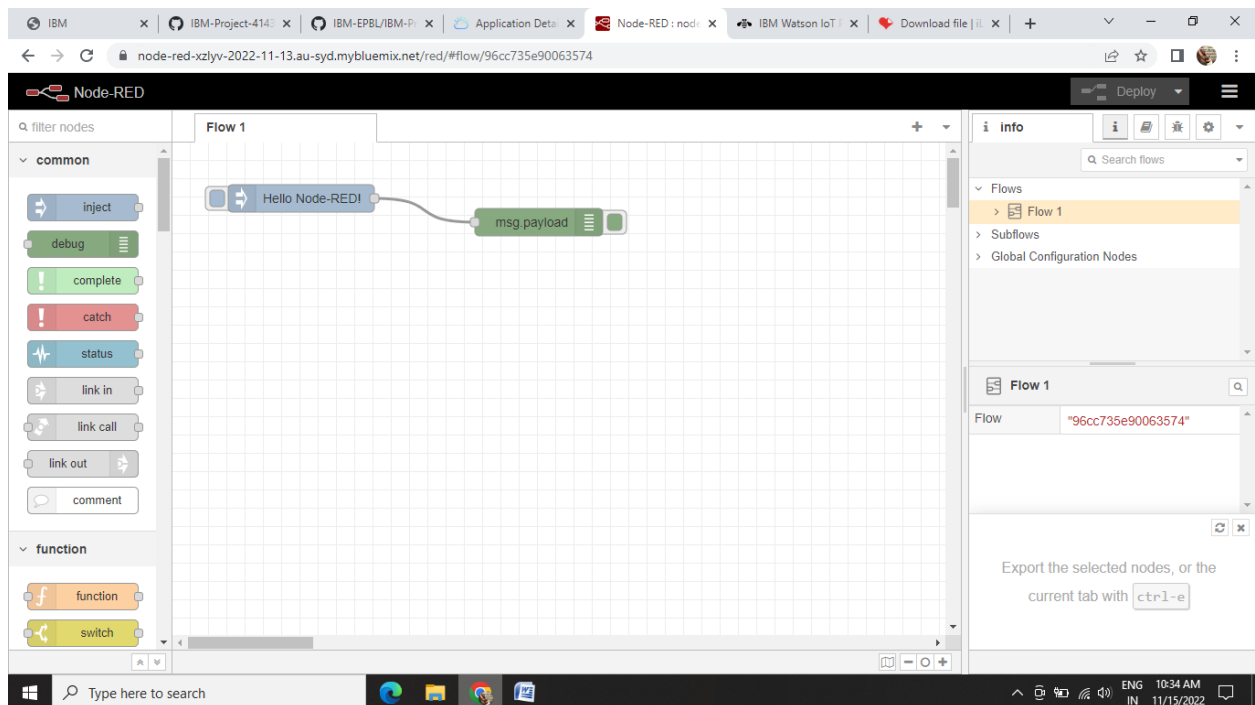 IBM
IBM-Project-4143
IBM-EPBL/IBM-Pr
Application Detai
Node-RED : node
IBM Watson IoT P
Download file | iL
node-red-xzlyv-2022-11-13.au-syd.mybluemix.net/red/#flow/96cc735e90063574
Node-RED
Deploy
filter nodes
Flow 1
i info
i
common
Search flows
Hello Node-RED!
msg.payload
Flows
Flow 1
Subflows
Global Configuration Nodes
inject
debug
complete
catch
status
link in
link call
link out
comment
function
f function
switch
Flow 1
Flow "96cc735e90063574"
Export the selected nodes, or the
current tab with ctrl-e
Type here to search
ENG 10:34 AM
IN 11/15/2022